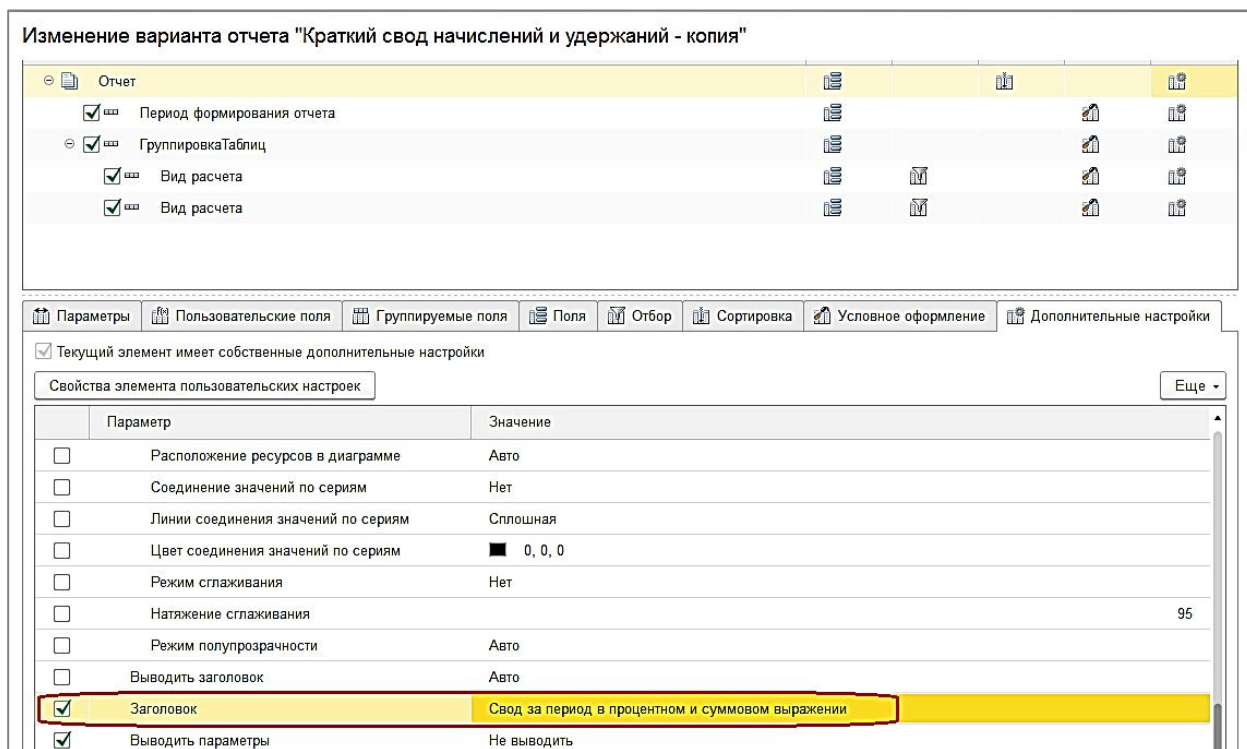 Изменение варианта отчета "Краткий свод начислений и удержаний - копия"
Отчет
Период формирования отчета
ГруппировкаТаблиц
Вид расчета
Вид расчета
Параметры Пользовательские поля Группируемые поля Поля Отбор Сортировка Условное оформление Дополнительные настройки
Текущий элемент имеет собственные дополнительные настройки
Свойства элемента пользовательских настроек Еще
Параметр Значение
Расположение ресурсов в диаграмме Авто
Соединение значений по сериям Нет
Линии соединения значений по сериям Сплошная
Цвет соединения значений по сериям 0, 0, 0
Режим сглаживания Нет
Натяжение сглаживания 95
Режим полупрозрачности Авто
Выводить заголовок Авто
Заголовок Свод за период в процентном и суммовом выражении
Выводить параметры Не выводить